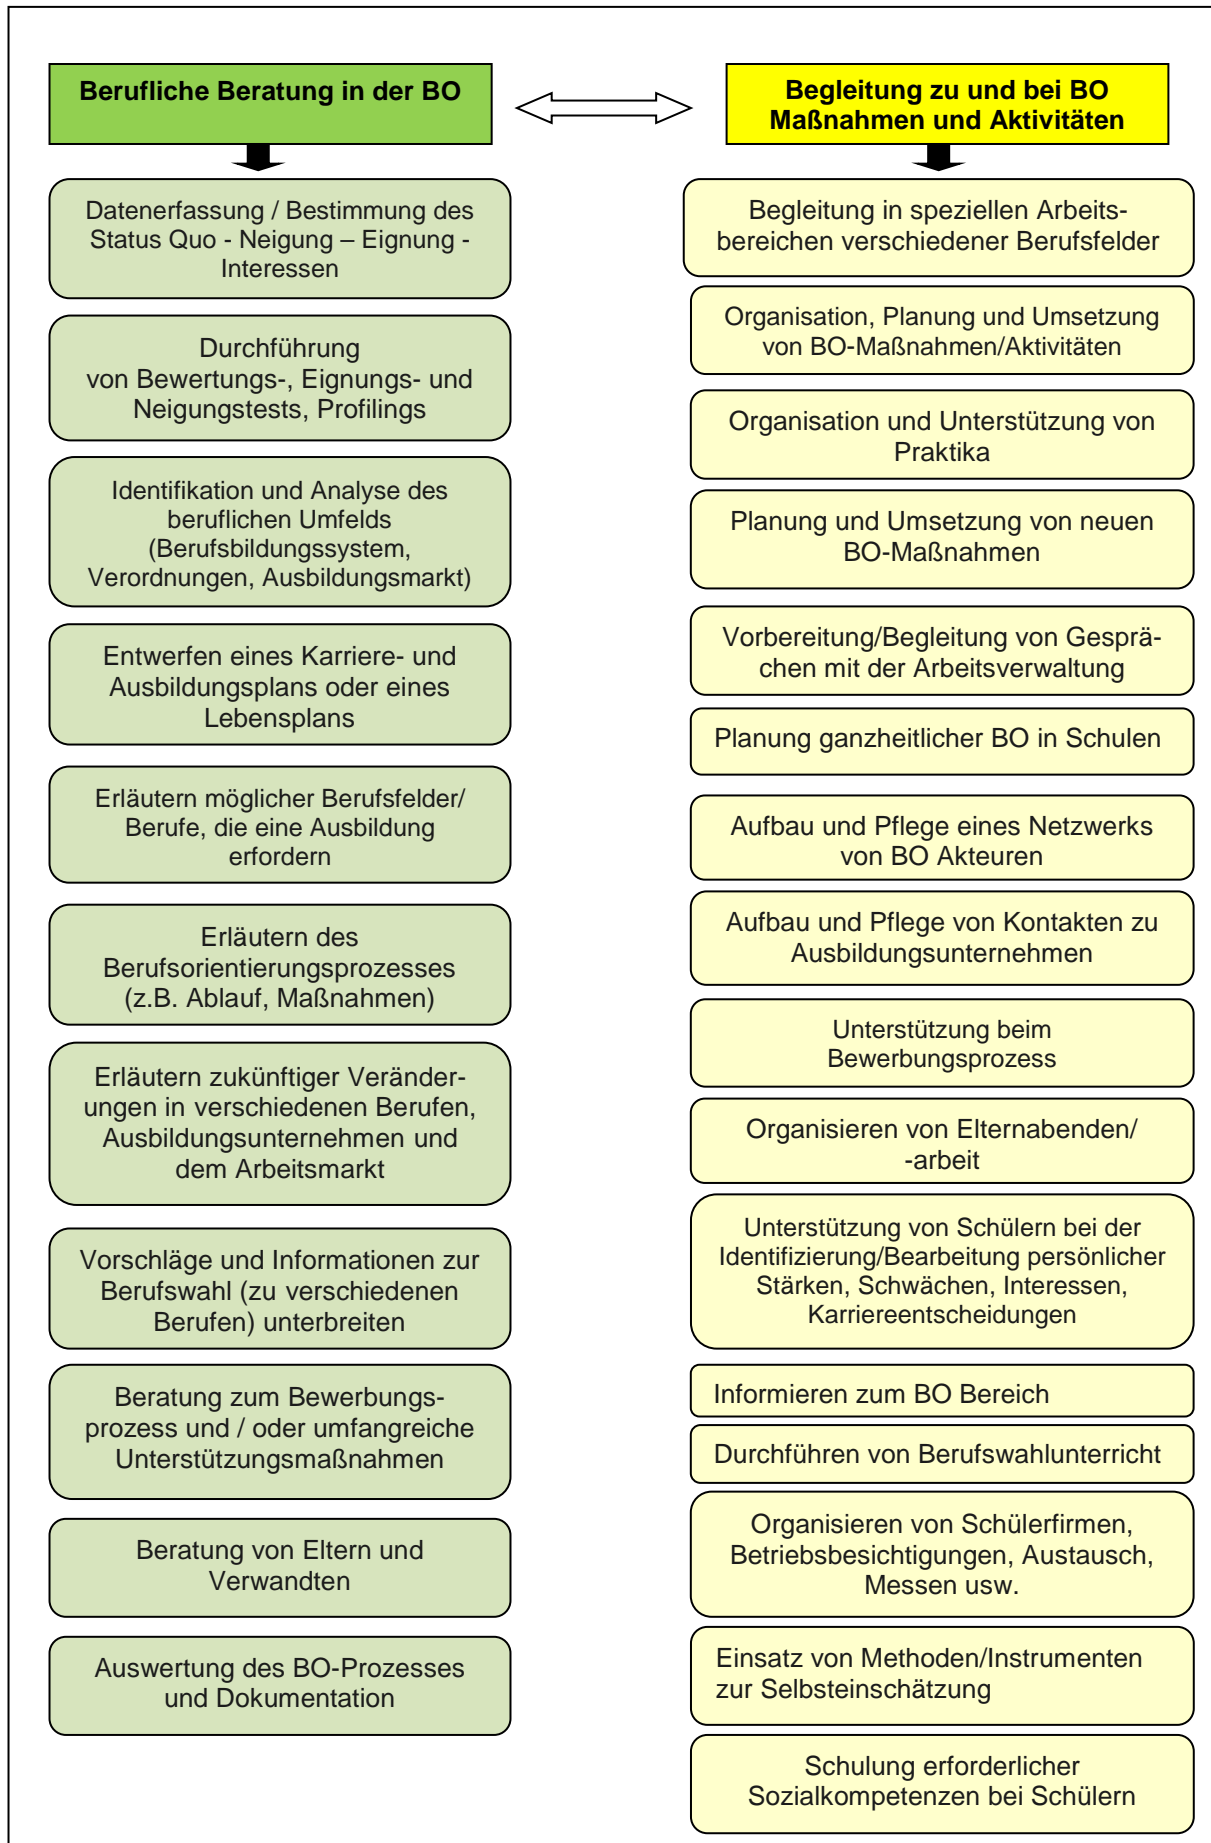 Berufliche Beratung in der BO
Datenerfassung / Bestimmung des
Status Quo - Neigung – Eignung -
Interessen
Durchführung
von Bewertungs-, Eignungs- und
Neigungstests, Profilings
Identifikation und Analyse des
beruflichen Umfelds
(Berufsbildungssystem,
Verordnungen, Ausbildungsmarkt)
Entwerfen eines Karriere- und
Ausbildungsplans oder eines
Lebensplans
Erläutern möglicher Berufsfelder/
Berufe, die eine Ausbildung
erfordern
Erläutern des
Berufsorientierungsprozesses
(z.B. Ablauf, Maßnahmen)
Erläutern zukünftiger Veränder-
ungen in verschiedenen Berufen,
Ausbildungsunternehmen und
dem Arbeitsmarkt
Vorschläge und Informationen zur
Berufswahl (zu verschiedenen
Berufen) unterbreiten
Beratung zum Bewerbungs-
prozess und / oder umfangreiche
Unterstützungsmaßnahmen
Beratung von Eltern und
Verwandten
Auswertung des BO-Prozesses
und Dokumentation
Begleitung zu und bei BO
Maßnahmen und Aktivitäten
Begleitung in speziellen Arbeits-
bereichen verschiedener Berufsfelder
Organisation, Planung und Umsetzung
von BO-Maßnahmen/Aktivitäten
Organisation und Unterstützung von
Praktika
Planung und Umsetzung von neuen
BO-Maßnahmen
Vorbereitung/Begleitung von Gesprä-
chen mit der Arbeitsverwaltung
Planung ganzheitlicher BO in Schulen
Aufbau und Pflege eines Netzwerks
von BO Akteuren
Aufbau und Pflege von Kontakten zu
Ausbildungsunternehmen
Unterstützung beim
Bewerbungsprozess
Organisieren von Elternabenden/
-arbeit
Unterstützung von Schülern bei der
Identifizierung/Bearbeitung persönlicher
Stärken, Schwächen, Interessen,
Karriereentscheidungen
Informieren zum BO Bereich
Durchführen von Berufswahlunterricht
Organisieren von Schülerfirmen,
Betriebsbesichtigungen, Austausch,
Messen usw.
Einsatz von Methoden/Instrumenten
zur Selbsteinschätzung
Schulung erforderlicher
Sozialkompetenzen bei Schülern